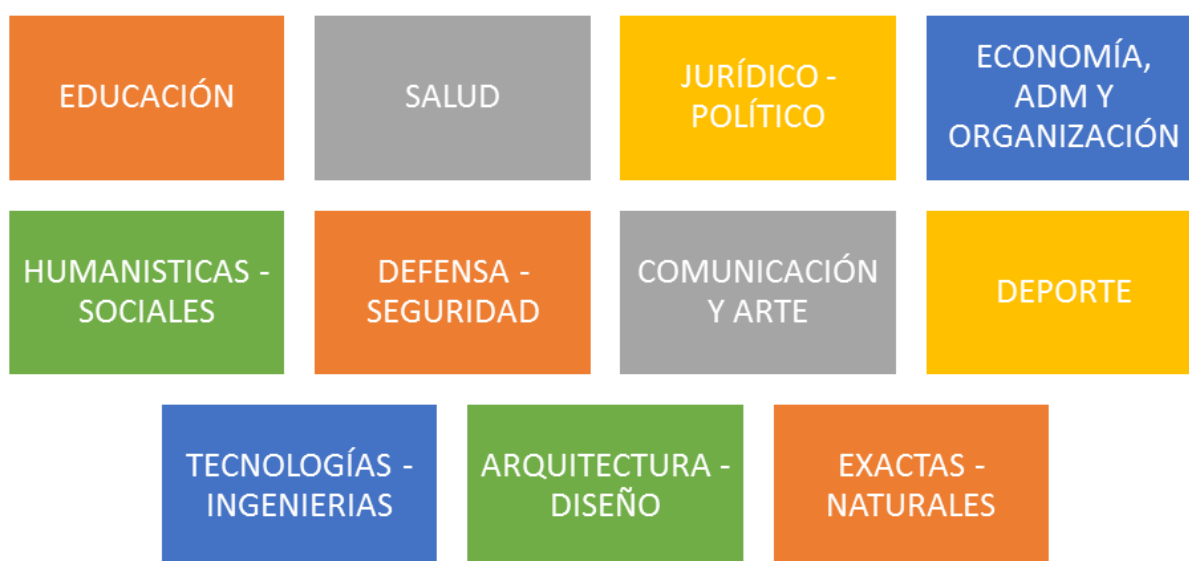 EDUCACIÓN
SALUD
JURÍDICO -
POLÍTICO
ECONOMÍA,
ADM Y
ORGANIZACIÓN
HUMANISTICAS -
SOCIALES
DEFENSA -
SEGURIDAD
COMUNICACIÓN
Y ARTE
DEPORTE
TECNOLOGÍAS -
INGENIERIAS
ARQUITECTURA -
DISEÑO
EXACTAS -
NATURALES